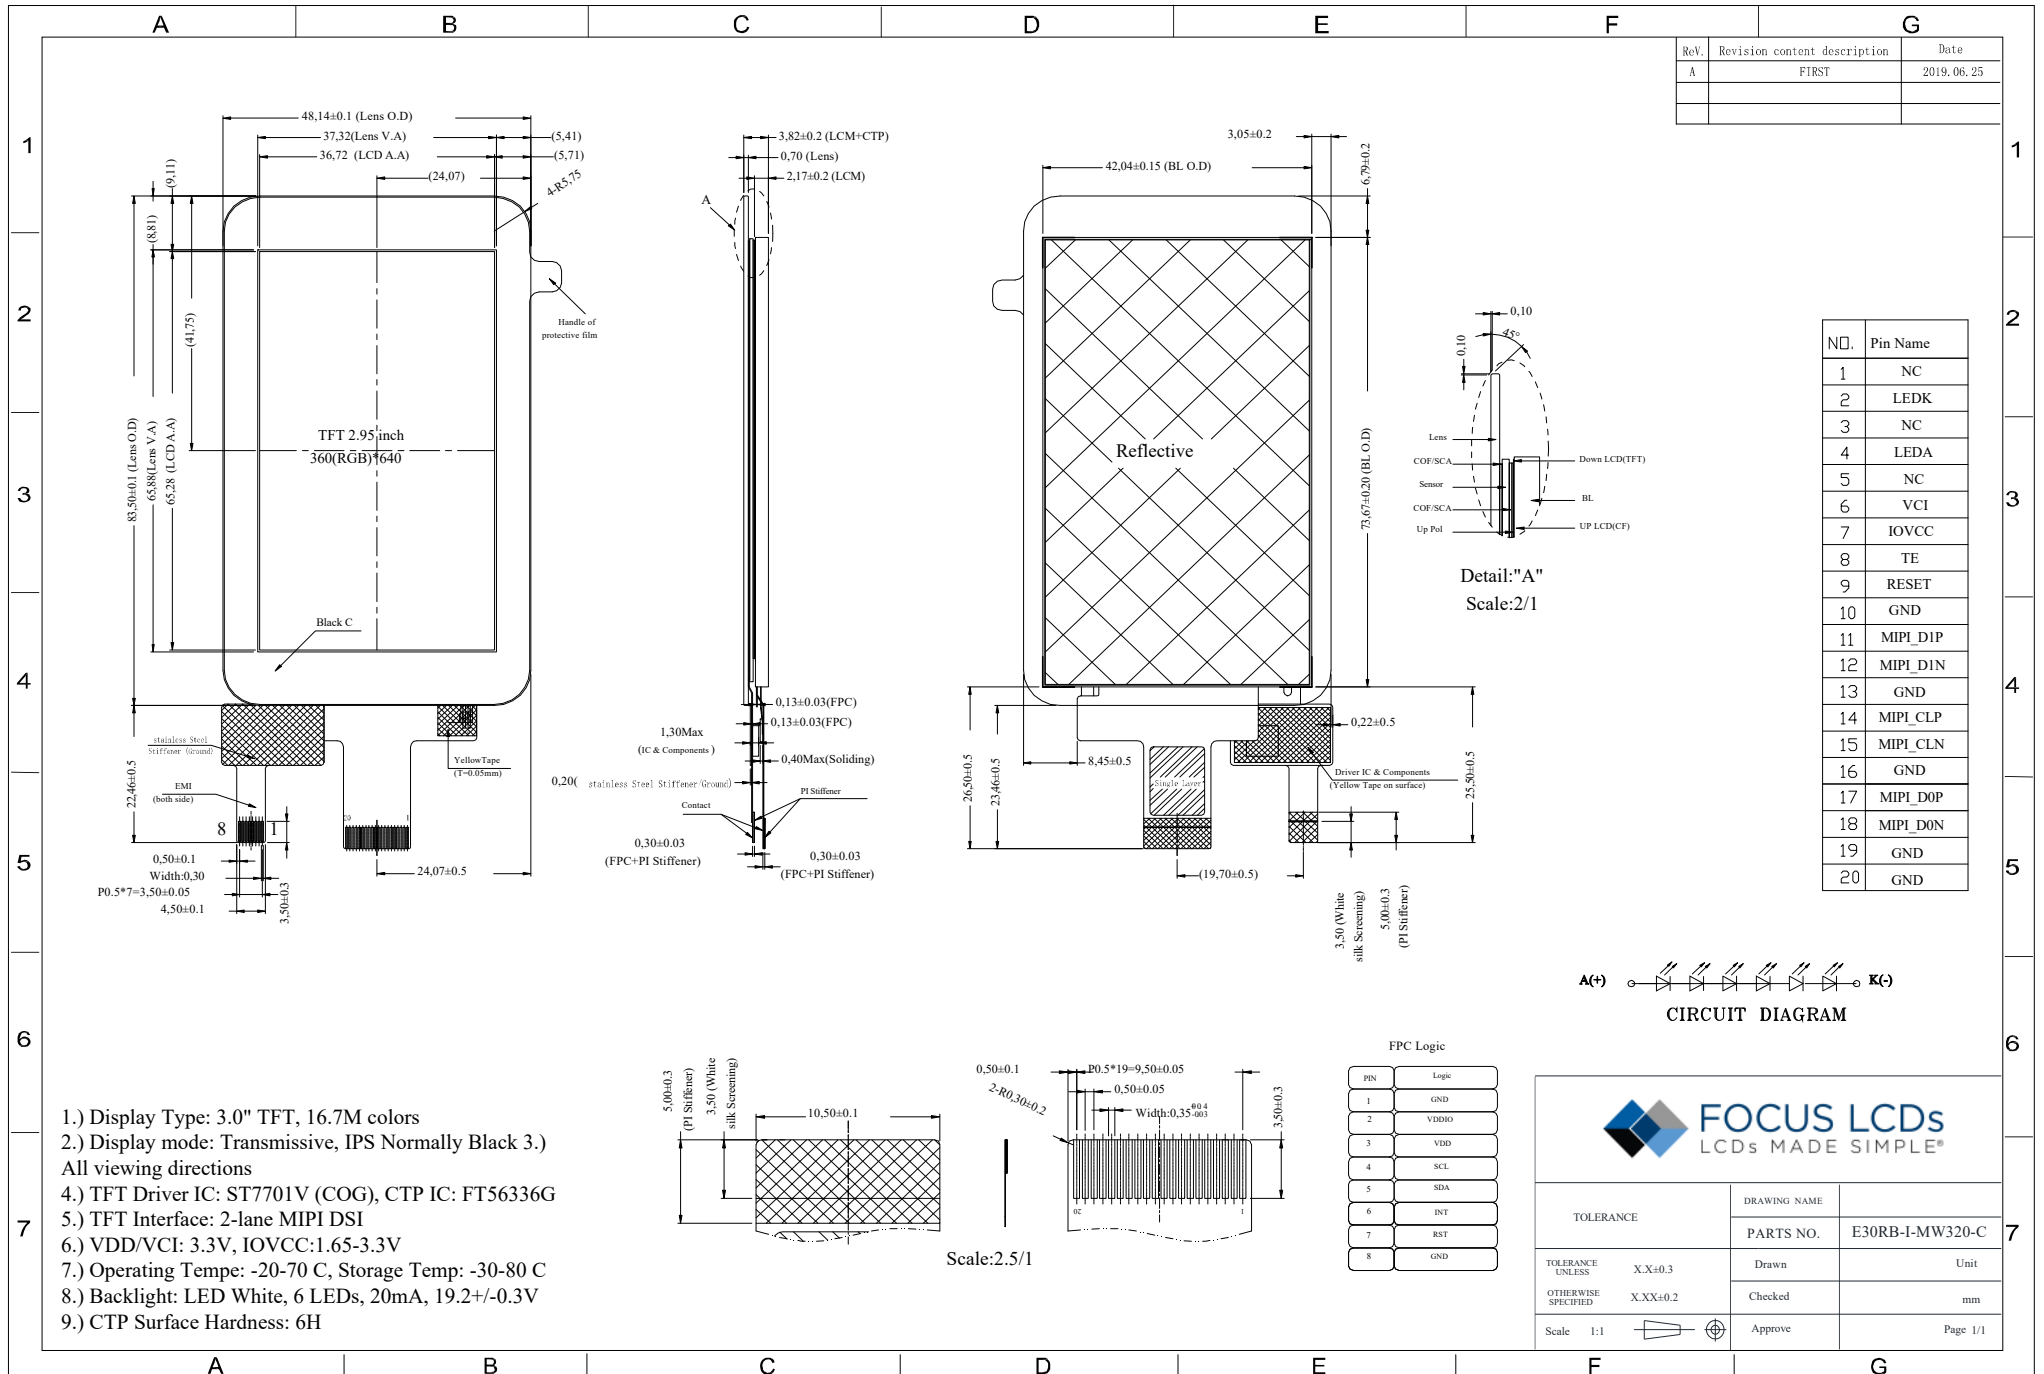 A B C D E F G
ReV. Revision content description Date
A FIRST 2019.06.25
1
2
3
4
5
6
7
48,14±0.1 (Lens O.D)
37,32(Lens V.A)
(5,41)
36,72 (LCD A.A)
(5,71)
(24,07)
4-R5,75
(9,11)
(8,81)
(41,75)
83,50±0.1 (Lens O.D)
65,88(Lens V.A)
65,28 (LCD A.A)
TFT 2.95 inch
360(RGB)*640
Handle of
protective film
Black C
stainless Steel
Stiffener (Ground)
YellowTape
(T=0.05mm)
EMI
(both side)
22,46±0.5
8 1
20 1
0,50±0.1
Width:0,30
P0.5*7=3,50±0.05
4,50±0.1
3,50±0.3
24,07±0.5
3,82±0.2 (LCM+CTP)
0,70 (Lens)
2,17±0.2 (LCM)
A
0,13±0.03(FPC)
0,13±0.03(FPC)
1,30Max
(IC & Components )
0,40Max(Soliding)
0,20( stainless Steel Stiffener/Ground)
PI Stiffener
Contact
0,30±0.03
(FPC+PI Stiffener)
0,30±0.03
(FPC+PI Stiffener)
3,05±0.2
42,04±0.15 (BL O.D)
6,79±0.2
Reflective
73,67±0.20 (BL O.D)
0,22±0.5
8,45±0.5
26,50±0.5
23,46±0.5
25,50±0.5
Single Layer
Driver IC & Components
(Yellow Tape on surface)
(19,70±0.5)
3,50 (White
silk Screening)
5,00±0.3
(PI Stiffener)
0,10
45°
0,10
Lens
COF/SCA
Sensor
COF/SCA
Up Pol
Down LCD(TFT)
BL
UP LCD(CF)
Detail:"A"
Scale:2/1
NO. Pin Name
1 NC
2 LEDK
3 NC
4 LEDA
5 NC
6 VCI
7 IOVCC
8 TE
9 RESET
10 GND
11 MIPI_D1P
12 MIPI_D1N
13 GND
14 MIPI_CLP
15 MIPI_CLN
16 GND
17 MIPI_D0P
18 MIPI_D0N
19 GND
20 GND
A(+) K(-)
CIRCUIT DIAGRAM
1.) Display Type: 3.0" TFT, 16.7M colors
2.) Display mode: Transmissive, IPS Normally Black 3.)
All viewing directions
4.) TFT Driver IC: ST7701V (COG), CTP IC: FT56336G
5.) TFT Interface: 2-lane MIPI DSI
6.) VDD/VCI: 3.3V, IOVCC:1.65-3.3V
7.) Operating Tempe: -20-70 C, Storage Temp: -30-80 C
8.) Backlight: LED White, 6 LEDs, 20mA, 19.2+/-0.3V
9.) CTP Surface Hardness: 6H
5,00±0.3
(PI Stiffener)
3,50 (White
silk Screening)
10,50±0.1
0,50±0.1
P0.5*19=9,50±0.05
2-R0,30±0.2
0,50±0.05
Width:0,35
3,50±0.3
20 1
Scale:2.5/1
FPC Logic
PIN Logic
1 GND
2 VDDIO
3 VDD
4 SCL
5 SDA
6 INT
7 RST
8 GND
FOCUS LCDs
LCDs MADE SIMPLE®
TOLERANCE
DRAWING NAME
PARTS NO. E30RB-I-MW320-C
TOLERANCE
UNLESS X.X±0.3
Drawn Unit
OTHERWISE
SPECIFIED X.XX±0.2
Checked mm
Scale 1:1 Approve Page 1/1
1
2
3
4
5
6
7
A B C D E F G